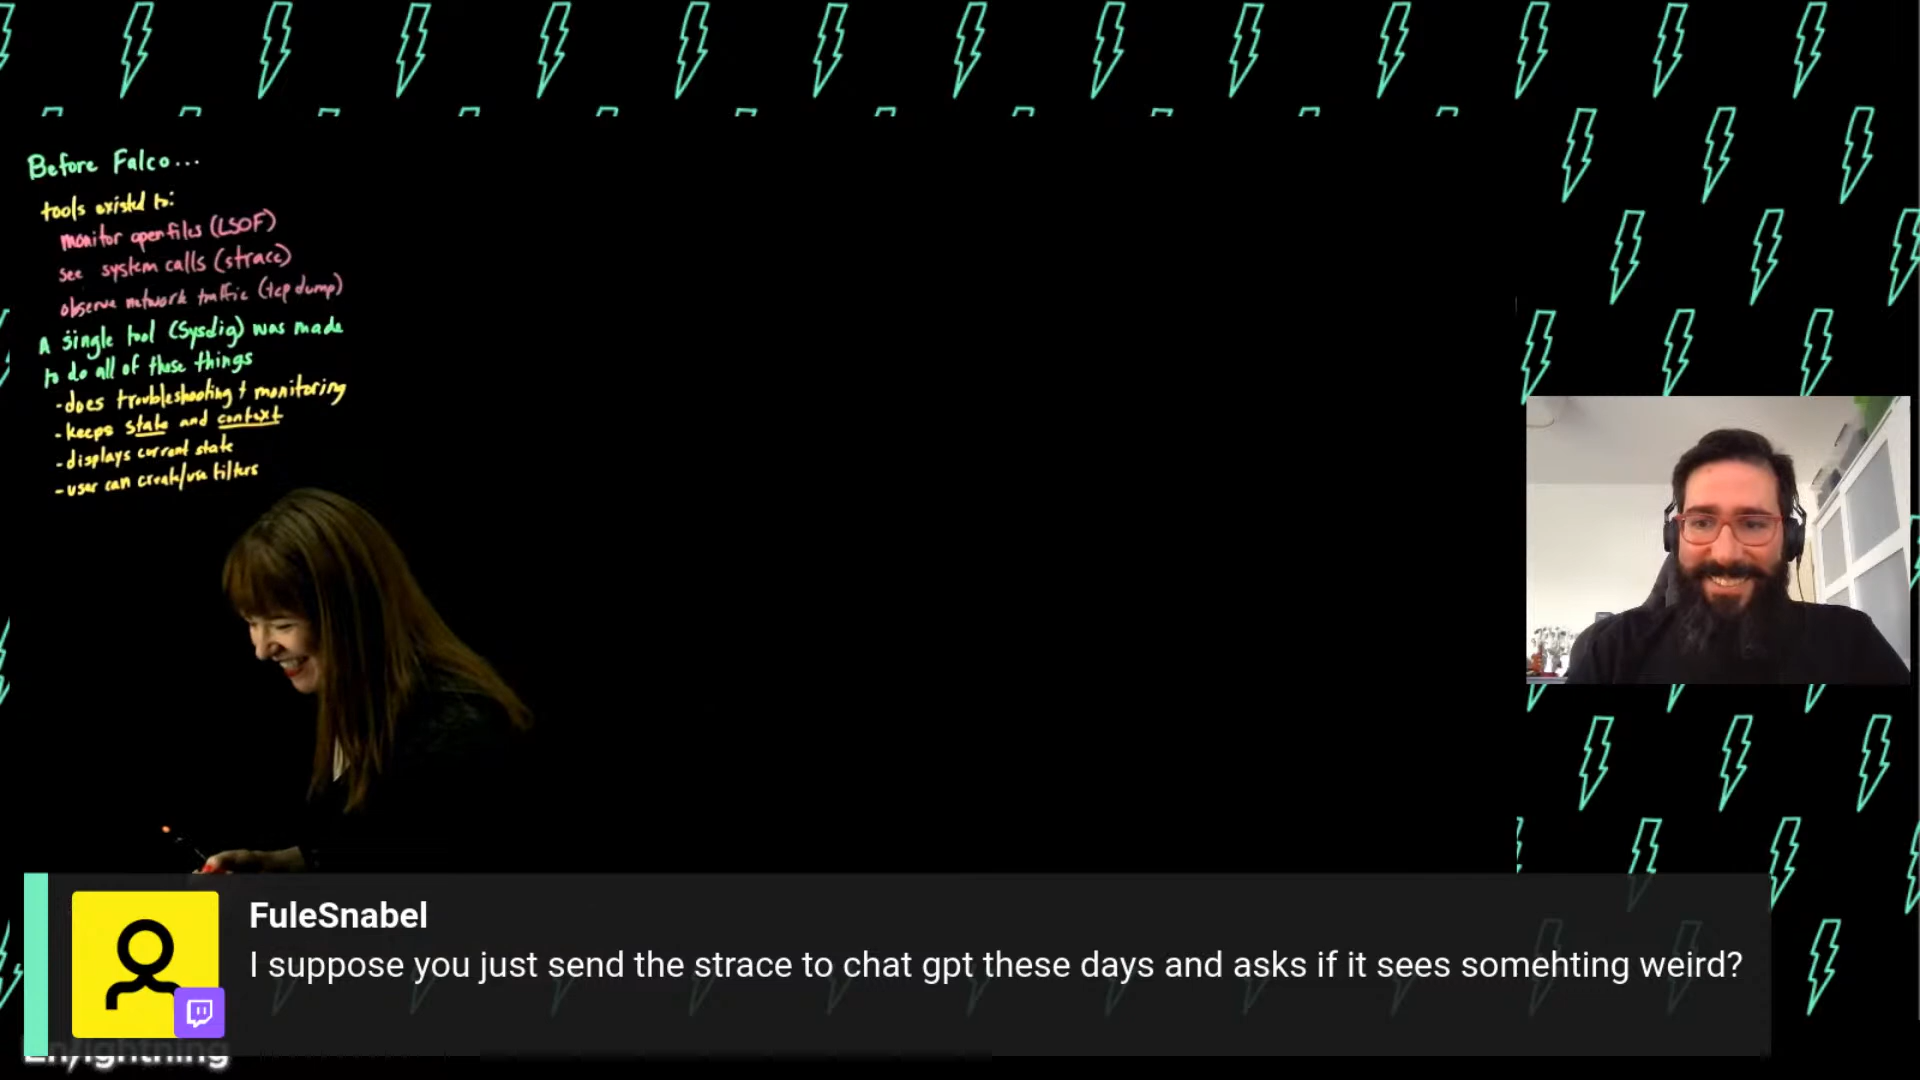 Before Falco...
tools existed to:
monitor open files (LSOF)
see system calls (strace)
observe network traffic (tcp dump)
A single tool (Sysdig) was made
to do all of those things
-does troubleshooting + monitoring
-keeps state and context
-displays current state
-user can create/use filters
FuleSnabel
I suppose you just send the strace to chat gpt these days and asks if it sees somehting weird?
En/ightning